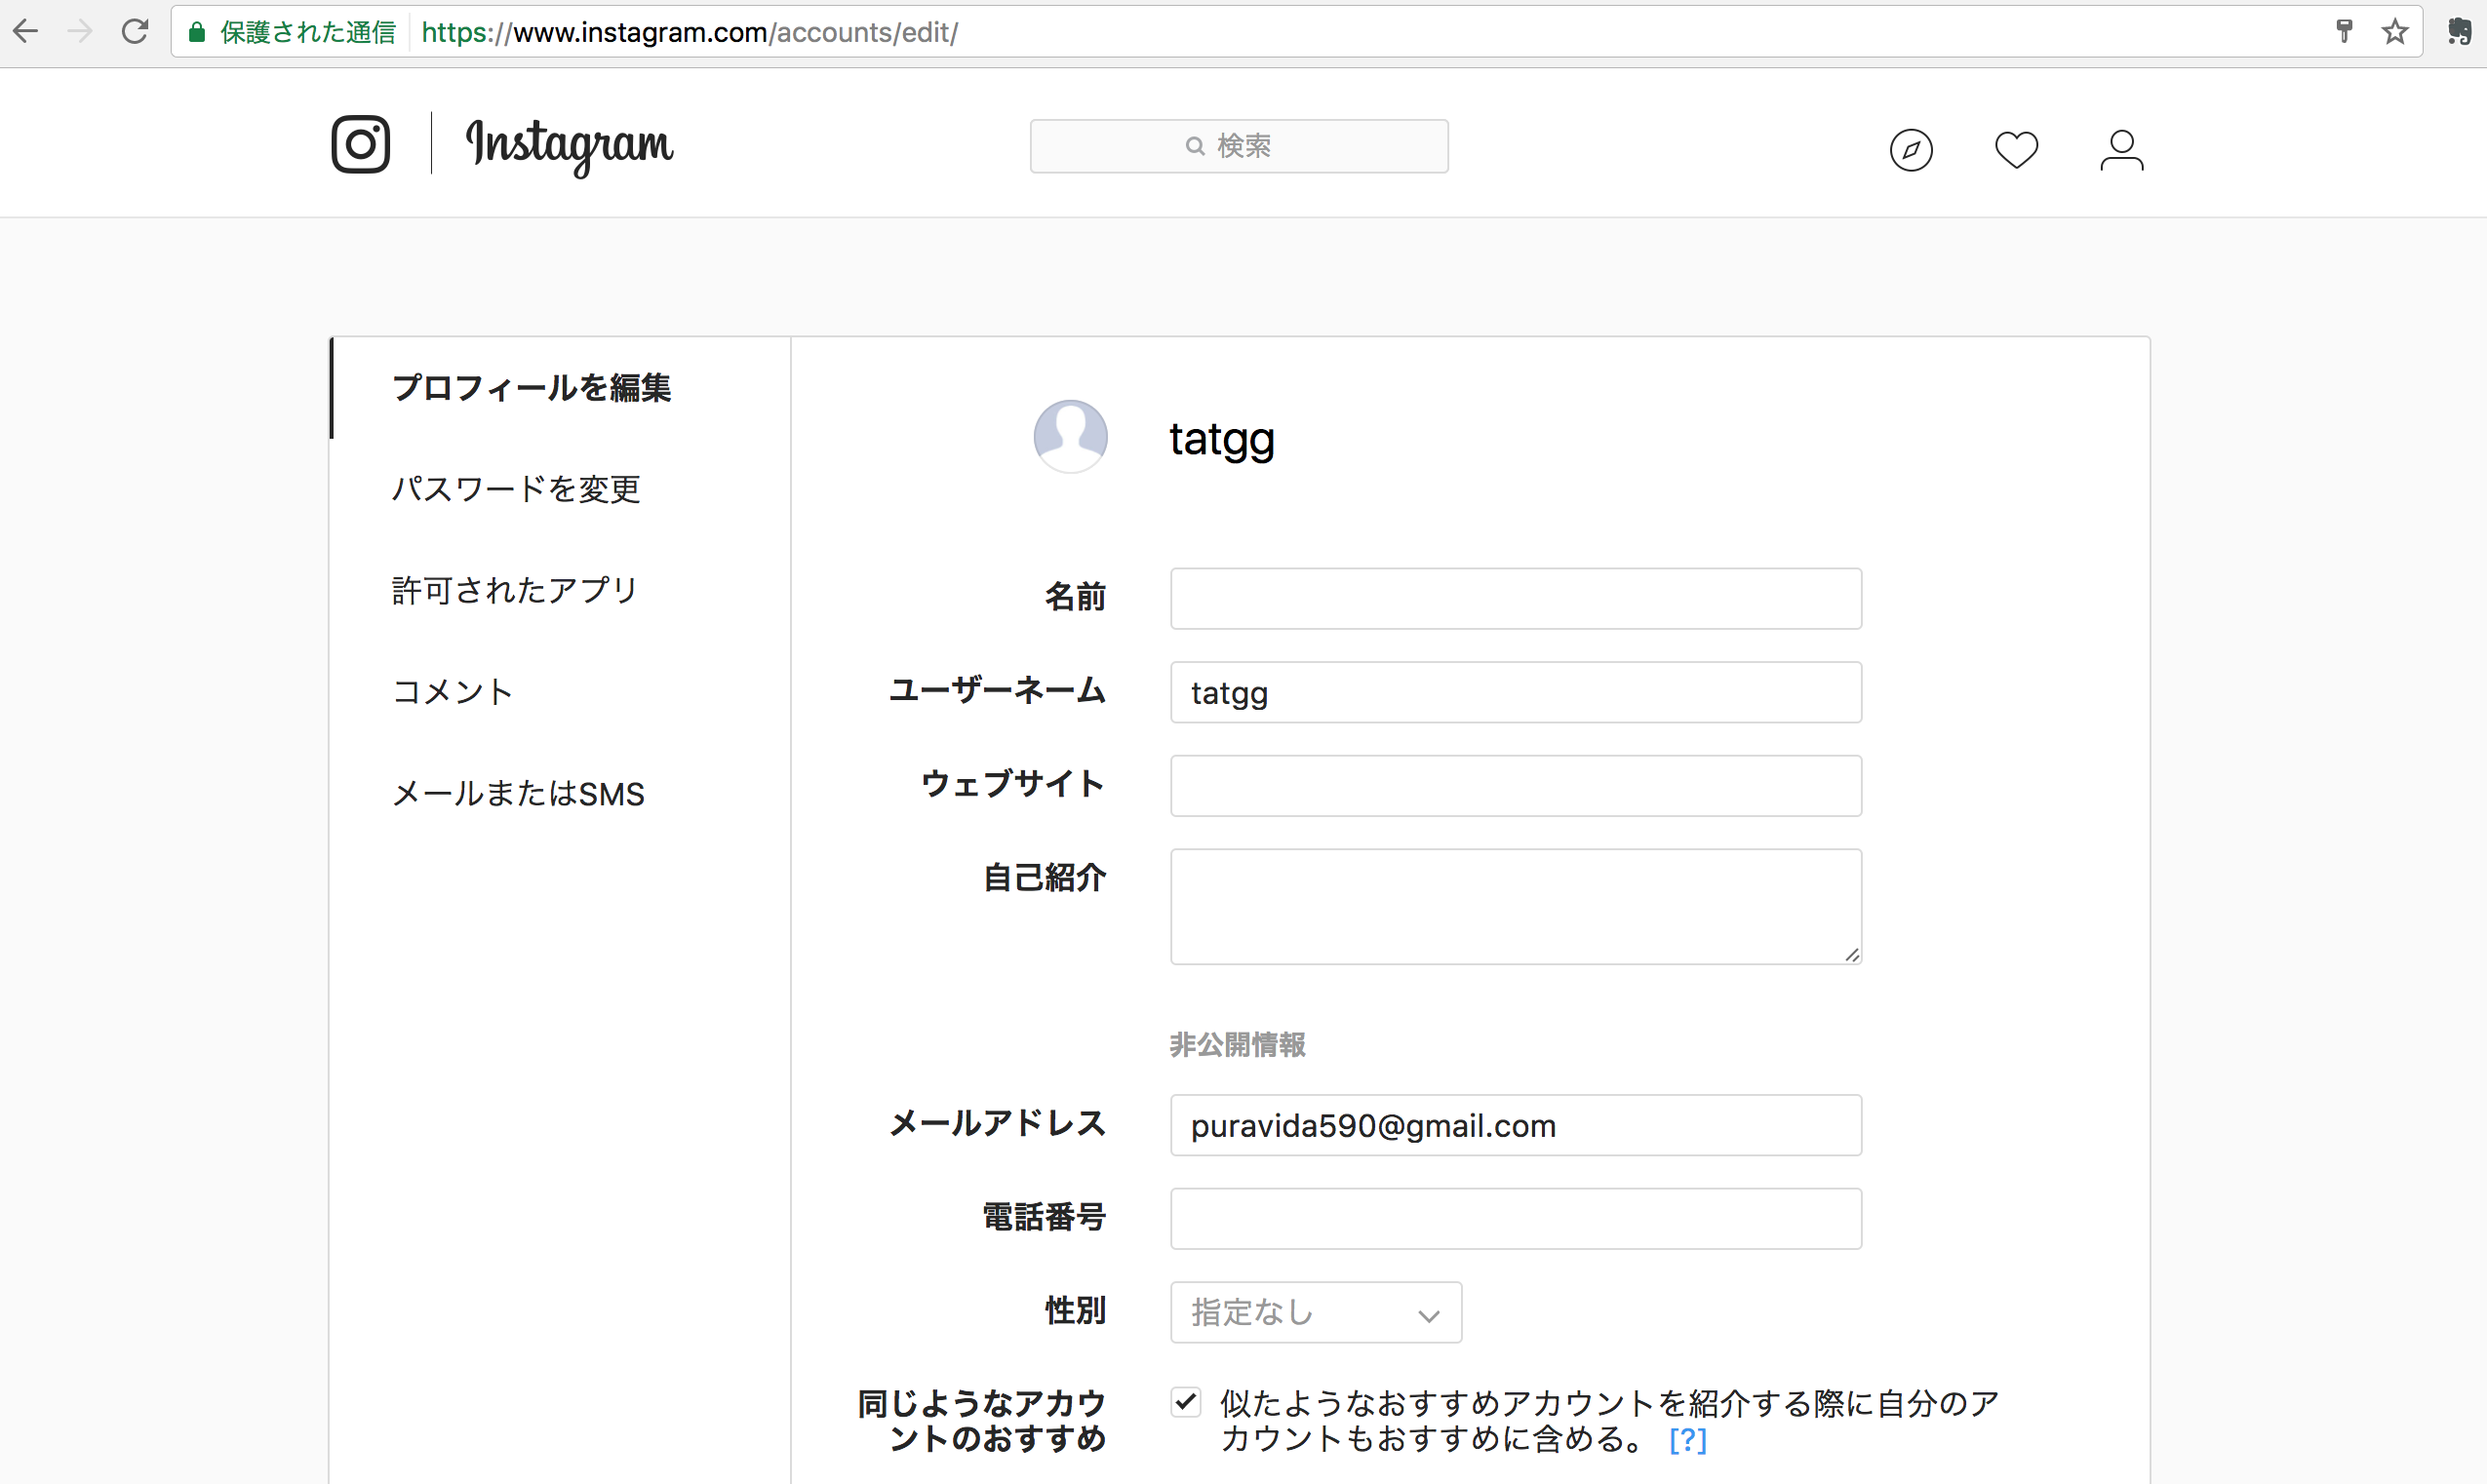 保護された通信 https://www.instagram.com/accounts/edit/
Instagram
検索
プロフィールを編集
パスワードを変更
許可されたアプリ
コメント
メールまたはSMS
tatgg
名前
ユーザーネーム tatgg
ウェブサイト
自己紹介
非公開情報
メールアドレス puravida590@gmail.com
電話番号
性別 指定なし
同じようなアカウ
ントのおすすめ
似たようなおすすめアカウントを紹介する際に自分のア
カウントもおすすめに含める。 [?]